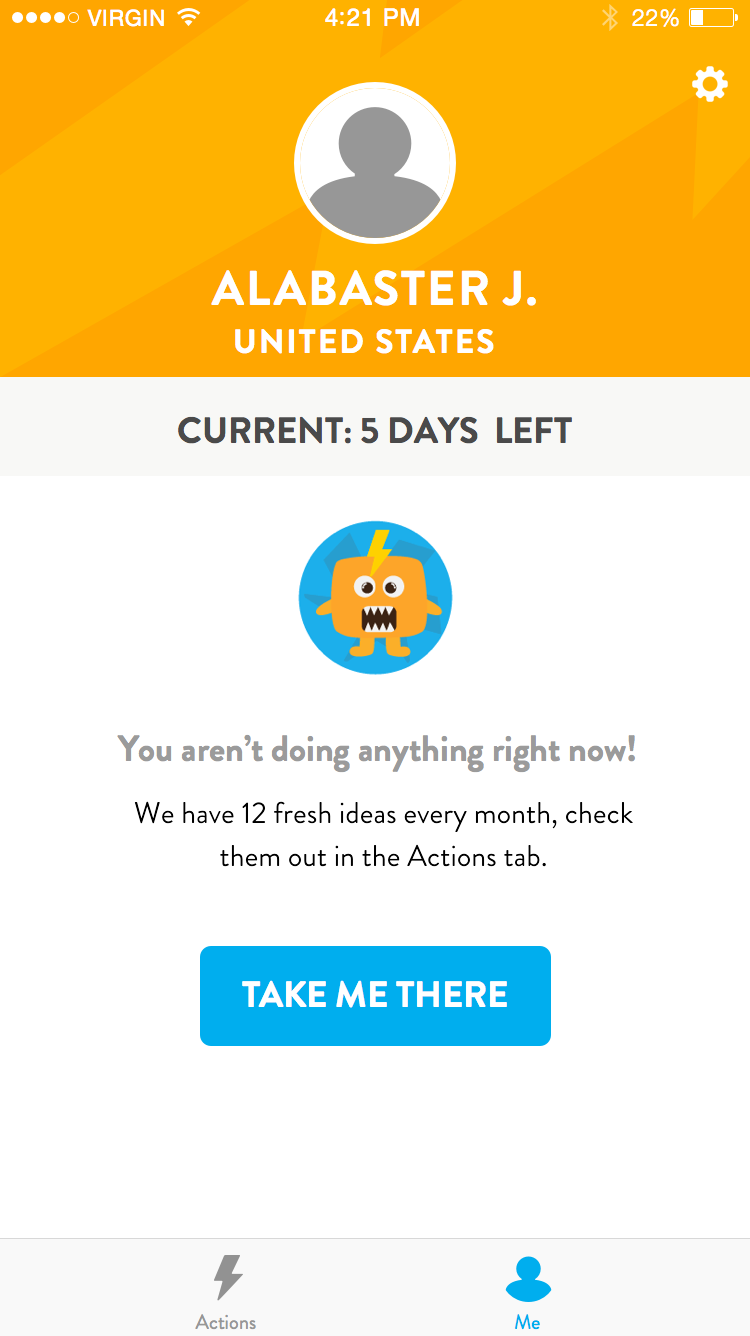 VIRGIN 4:21 PM 22%
ALABASTER J.
UNITED STATES
CURRENT: 5 DAYS LEFT
You aren’t doing anything right now!
We have 12 fresh ideas every month, check
them out in the Actions tab.
TAKE ME THERE
Actions Me